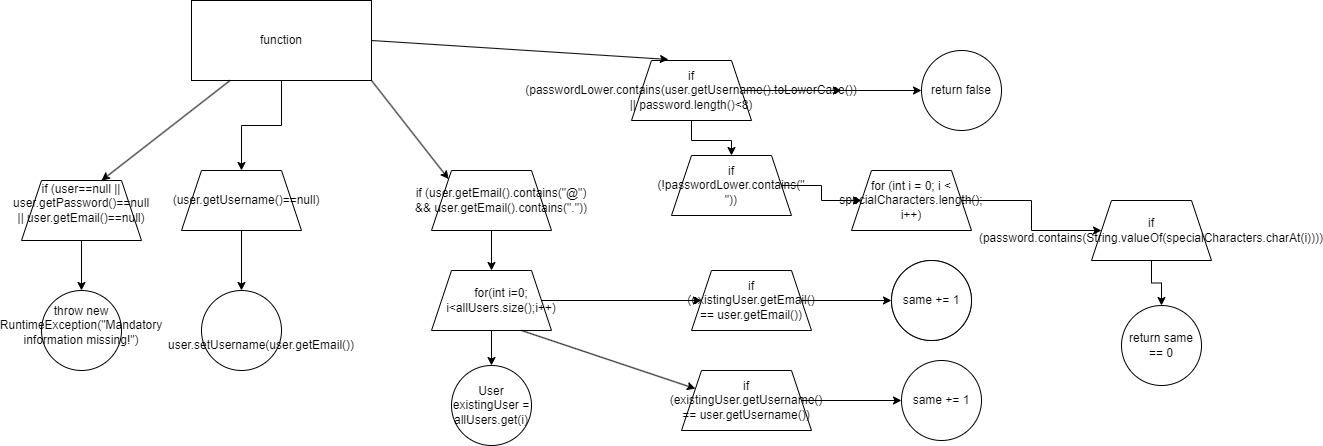 function
if
(passwordLower.contains(user.getUsername().toLowerCase())
|| password.length()<8)
return false
if (user==null ||
user.getPassword()==null
|| user.getEmail()==null)
(user.getUsername()==null)
if (user.getEmail().contains("@")
&& user.getEmail().contains("."))
if
(!passwordLower.contains("
"))
for (int i = 0; i <
specialCharacters.length();
i++)
if
(password.contains(String.valueOf(specialCharacters.charAt(i))))
throw new
RuntimeException("Mandatory
information missing!")
user.setUsername(user.getEmail())
for(int i=0;
i<allUsers.size();i++)
if
(existingUser.getEmail()
== user.getEmail())
same += 1
return same
== 0
User
existingUser =
allUsers.get(i)
if
(existingUser.getUsername()
== user.getUsername())
same += 1